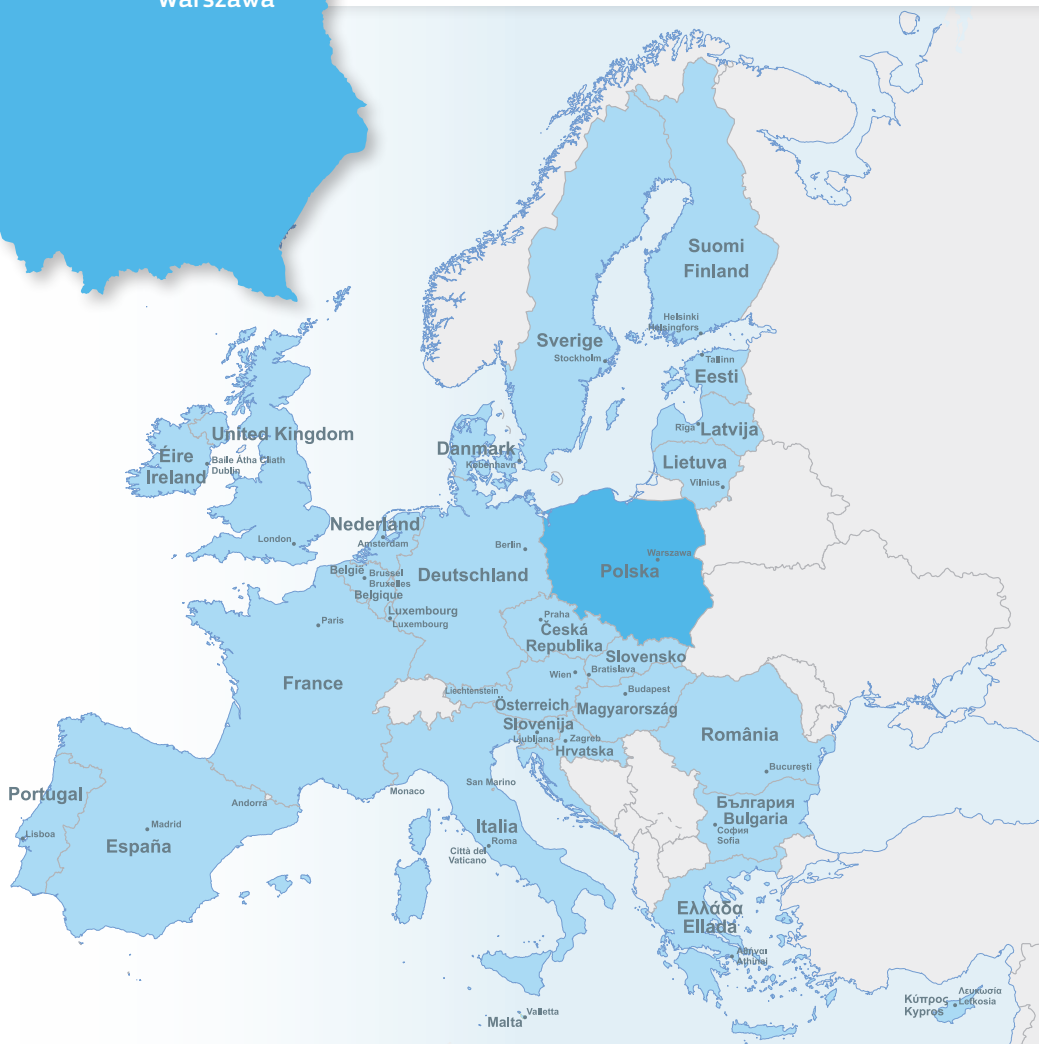 Warszawa
Suomi
Finland
Helsinki
Helsingfors
Sverige
Stockholm
Tallinn
Eesti
Rīga
Latvija
Lietuva
Vilnius
United Kingdom
London
Éire
Ireland
Baile Átha Cliath
Dublin
Danmark
København
Nederland
Amsterdam
België
Brussel
Bruxelles
Belgique
Luxembourg
Luxembourg
Deutschland
Berlin
Warszawa
Polska
Praha
Česká
Republika
Slovensko
Bratislava
Wien
Österreich
Liechtenstein
Budapest
Magyarország
Slovenija
Ljubljana
Zagreb
Hrvatska
România
București
България
Bulgaria
София
Sofia
Paris
France
Monaco
Andorra
Portugal
Lisboa
Madrid
España
San Marino
Italia
Roma
Città del
Vaticano
Ελλάδα
Ellada
Αθήναι
Athinai
Malta
Valletta
Κύπρος
Kypros
Λευκωσία
Lefkosia